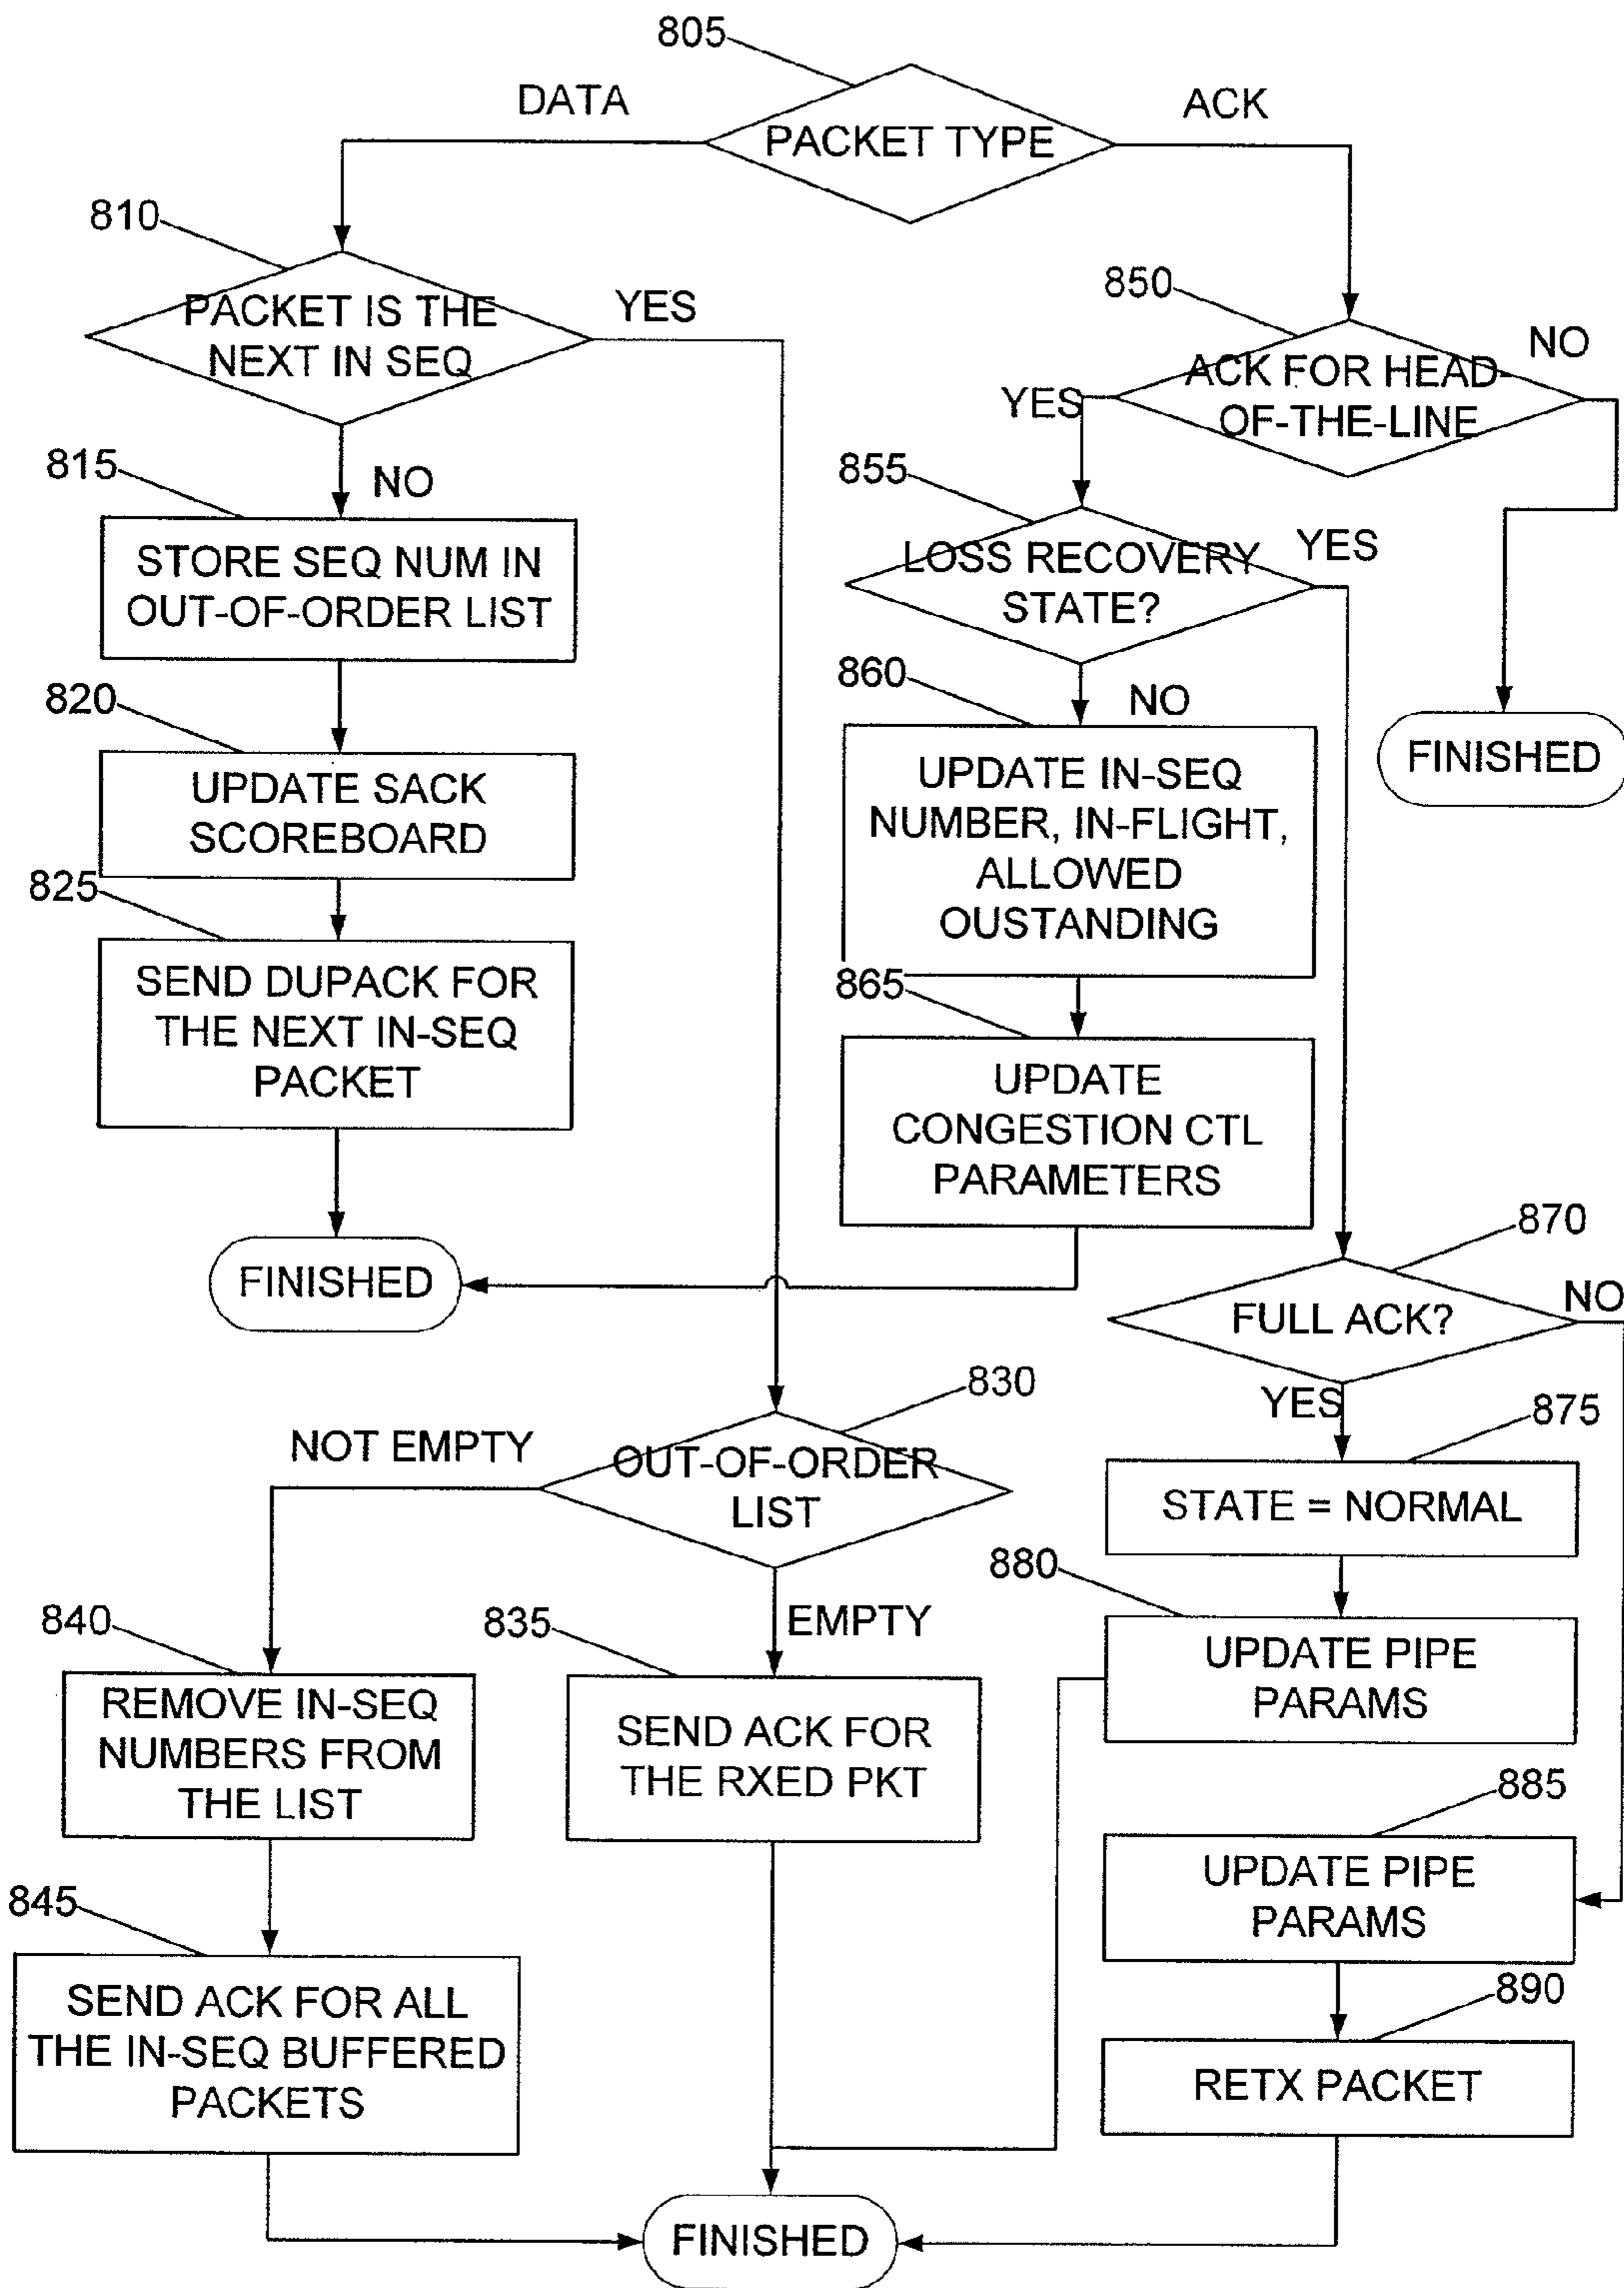 805
DATA
ACK
PACKET TYPE
810
PACKET IS THE
NEXT IN SEQ
YES
NO
815
STORE SEQ NUM IN
OUT-OF-ORDER LIST
820
UPDATE SACK
SCOREBOARD
825
SEND DUPACK FOR
THE NEXT IN-SEQ
PACKET
FINISHED
850
ACK FOR HEAD-
OF-THE-LINE
NO
YES
FINISHED
855
LOSS RECOVERY
STATE?
YES
NO
860
UPDATE IN-SEQ
NUMBER, IN-FLIGHT,
ALLOWED
OUSTANDING
865
UPDATE
CONGESTION CTL
PARAMETERS
870
FULL ACK?
NO
YES
875
STATE = NORMAL
880
UPDATE PIPE
PARAMS
885
UPDATE PIPE
PARAMS
890
RETX PACKET
830
OUT-OF-ORDER
LIST
NOT EMPTY
EMPTY
840
REMOVE IN-SEQ
NUMBERS FROM
THE LIST
835
SEND ACK FOR
THE RXED PKT
845
SEND ACK FOR ALL
THE IN-SEQ BUFFERED
PACKETS
FINISHED